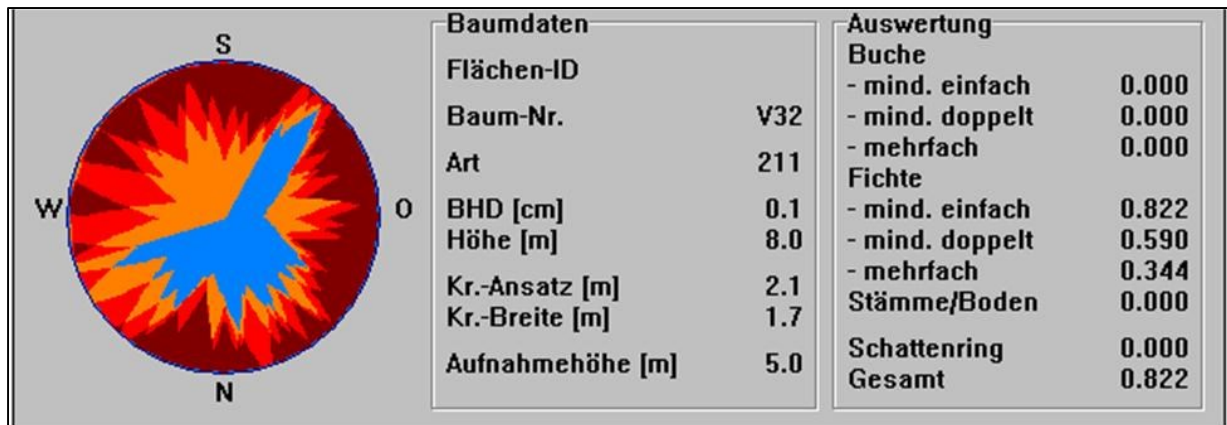 S
W
O
N
Baumdaten
Flächen-ID
Baum-Nr. V32
Art 211
BHD [cm] 0.1
Höhe [m] 8.0
Kr.-Ansatz [m] 2.1
Kr.-Breite [m] 1.7
Aufnahmehöhe [m] 5.0
Auswertung
Buche
- mind. einfach 0.000
- mind. doppelt 0.000
- mehrfach 0.000
Fichte
- mind. einfach 0.822
- mind. doppelt 0.590
- mehrfach 0.344
Stämme/Boden 0.000
Schattenring 0.000
Gesamt 0.822